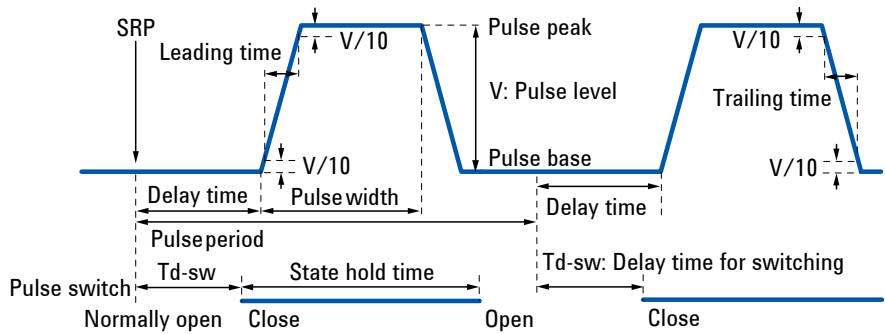 SRP
V/10
Pulse peak
V/10
Leading time
V: Pulse level
Trailing time
V/10
Pulse base
V/10
Delay time
Pulse width
Delay time
Pulse period
Td-sw
State hold time
Td-sw: Delay time for switching
Pulse switch
Normally open
Close
Open
Close